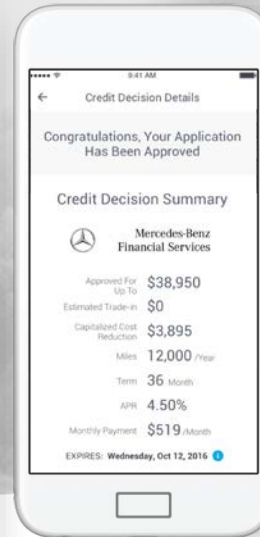 9:41 AM
Credit Decision Details
Congratulations, Your Application
Has Been Approved
Credit Decision Summary
Mercedes-Benz
Financial Services
Approved For
Up To
$38,950
Estimated Trade-in $0
Capitalized Cost
Reduction
$3,895
Miles 12,000 /Year
Term 36 Month
APR 4.50%
Monthly Payment $519 /Month
EXPIRES: Wednesday, Oct 12, 2016 i